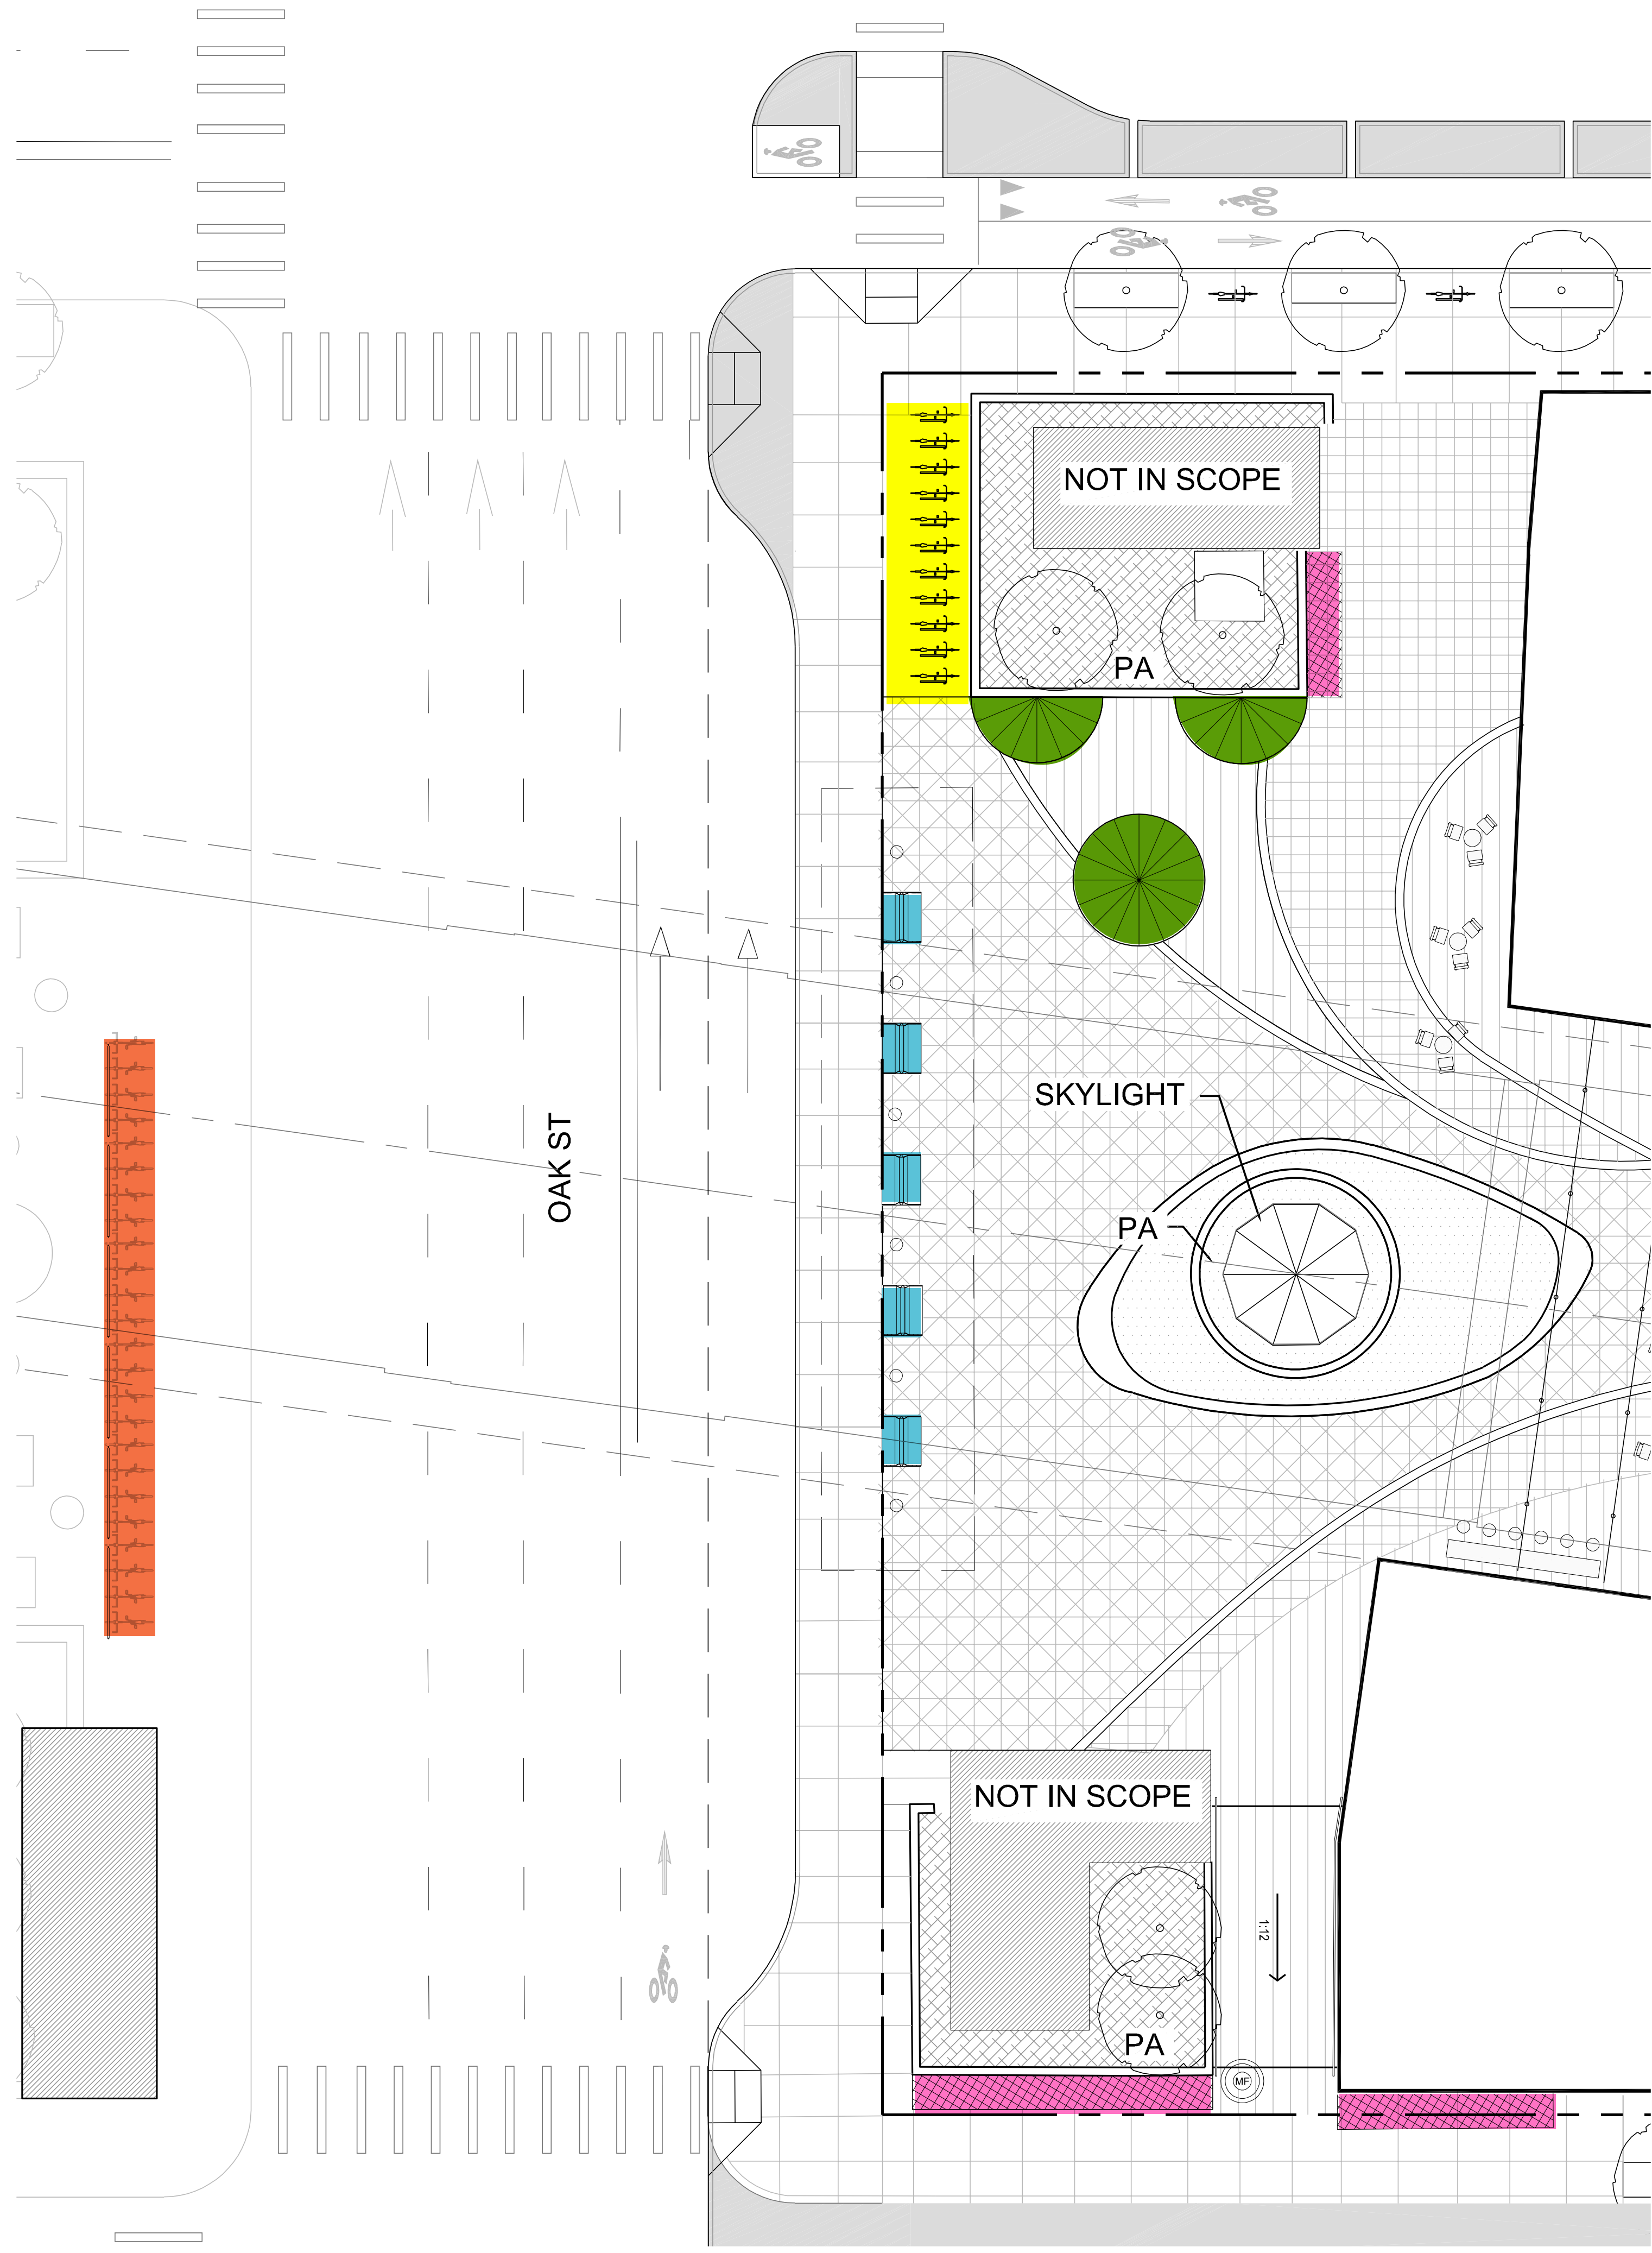 NOT IN SCOPE
PA
SKYLIGHT
OAK ST
PA
NOT IN SCOPE
1:12
PA
MF